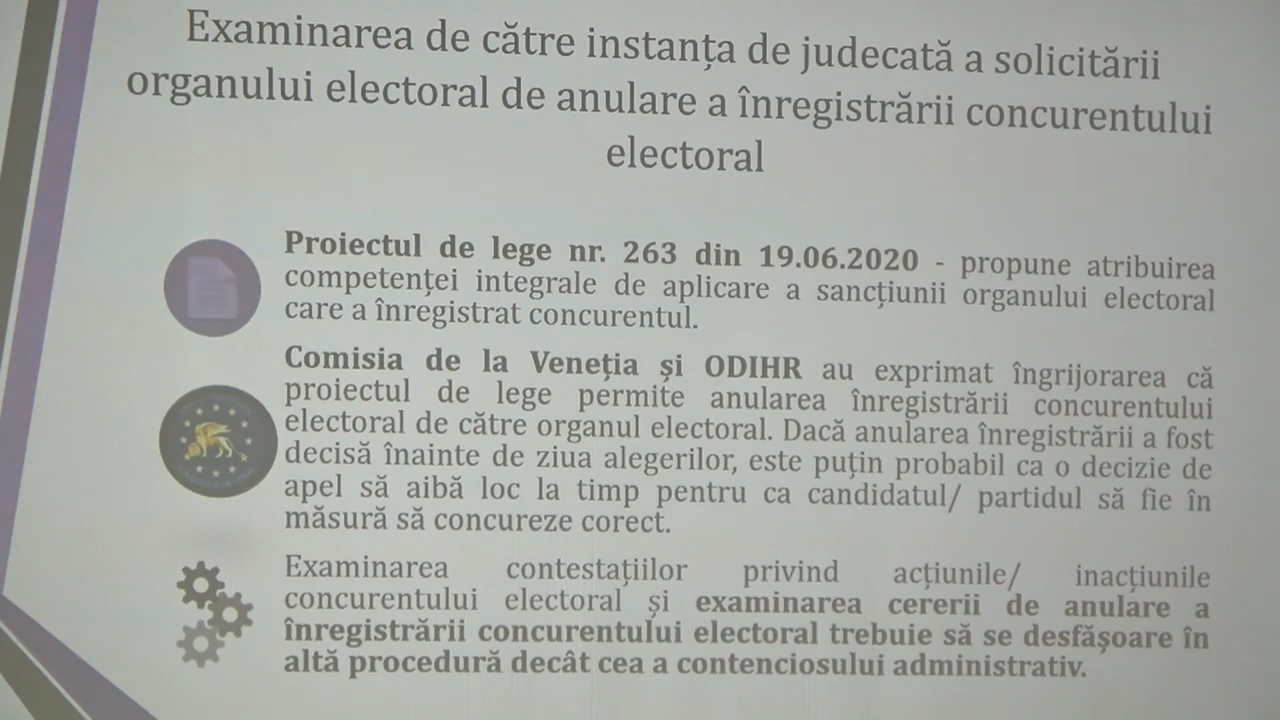 Examinarea de către instanța de judecată a solicitării
organului electoral de anulare a înregistrării concurentului
electoral
Proiectul de lege nr. 263 din 19.06.2020 - propune atribuirea
competenței integrale de aplicare a sancțiunii organului electoral
care a înregistrat concurentul.
Comisia de la Veneția și ODIHR au exprimat îngrijorarea că
proiectul de lege permite anularea înregistrării concurentului
electoral de către organul electoral. Dacă anularea înregistrării a fost
decisă înainte de ziua alegerilor, este puțin probabil ca o decizie de
apel să aibă loc la timp pentru ca candidatul/ partidul să fie în
măsură să concureze corect.
Examinarea contestațiilor privind acțiunile/ inacțiunile
concurentului electoral și examinarea cererii de anulare a
înregistrării concurentului electoral trebuie să se desfășoare în
altă procedură decât cea a contenciosului administrativ.